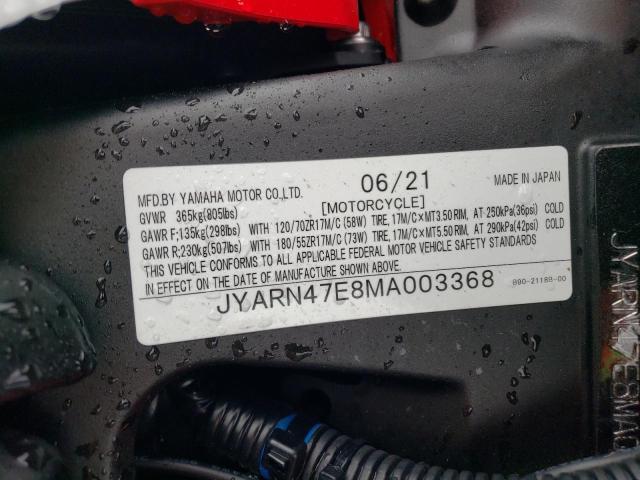 MFD.BY YAMAHA MOTOR CO.,LTD. 06/21 MADE IN JAPAN
GVWR 365kg(805lbs) [MOTORCYCLE]
GAWR F;135kg(298lbs) WITH 120/70ZR17M/C (58W) TIRE,17M/C×MT3.50 RIM, AT 250kPa(36psi) COLD
GAWR R;230kg(507lbs) WITH 180/55ZR17M/C (73W) TIRE,17M/C×MT5.50 RIM, AT 290kPa(42psi) COLD
THIS VEHICLE CONFORMS TO ALL APPLICABLE FEDERAL MOTOR VEHICLE SAFETY STANDARDS
IN EFFECT ON THE DATE OF MANUFACTURE SHOWN ABOVE.
JYARN47E8MA003368 B90-2118B-00
JYARN47E8MA0